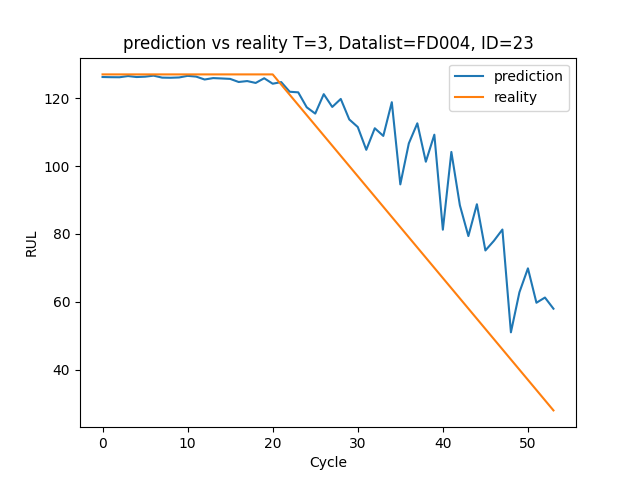 prediction vs reality T=3, Datalist=FD004, ID=23
prediction
reality
RUL
120
100
80
60
40
0 10 20 30 40 50
Cycle